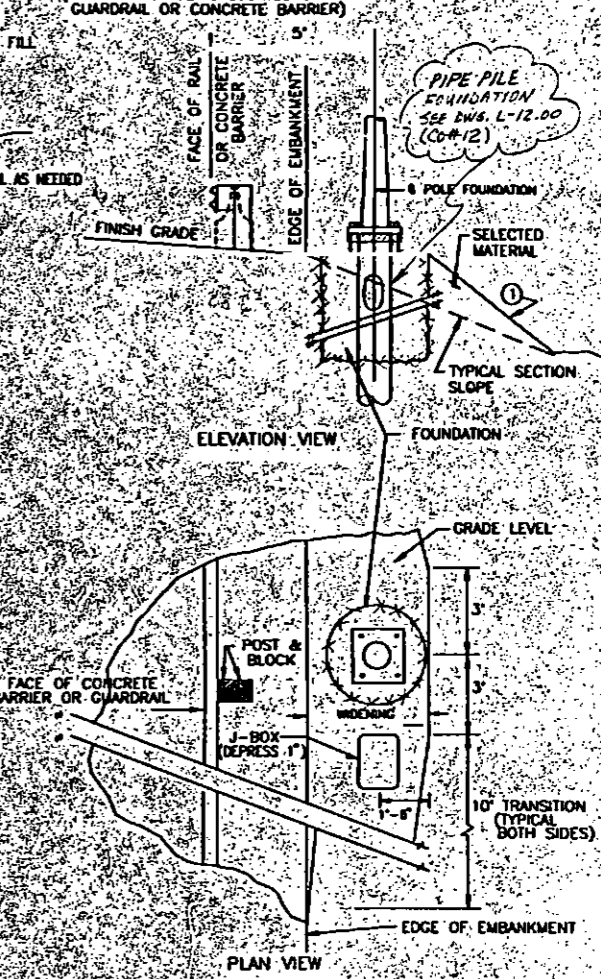 GUARDRAIL OR CONCRETE BARRIER)
FILL
5'
FACE OF RAIL
OR CONCRETE
BARRIER
EDGE OF EMBANKMENT
PIPE PILE
FOUNDATION
SEE DWG. L-12.00
(CO#12)
AS NEEDED
POLE FOUNDATION
FINISH GRADE
SELECTED
MATERIAL
1
TYPICAL SECTION
SLOPE
ELEVATION VIEW
FOUNDATION
GRADE LEVEL
3'
POST &
BLOCK
FACE OF CONCRETE
BARRIER OR GUARDRAIL
3'
WIDENING
J-BOX
(DEPRESS 1")
10' TRANSITION
(TYPICAL
BOTH SIDES)
EDGE OF EMBANKMENT
PLAN VIEW